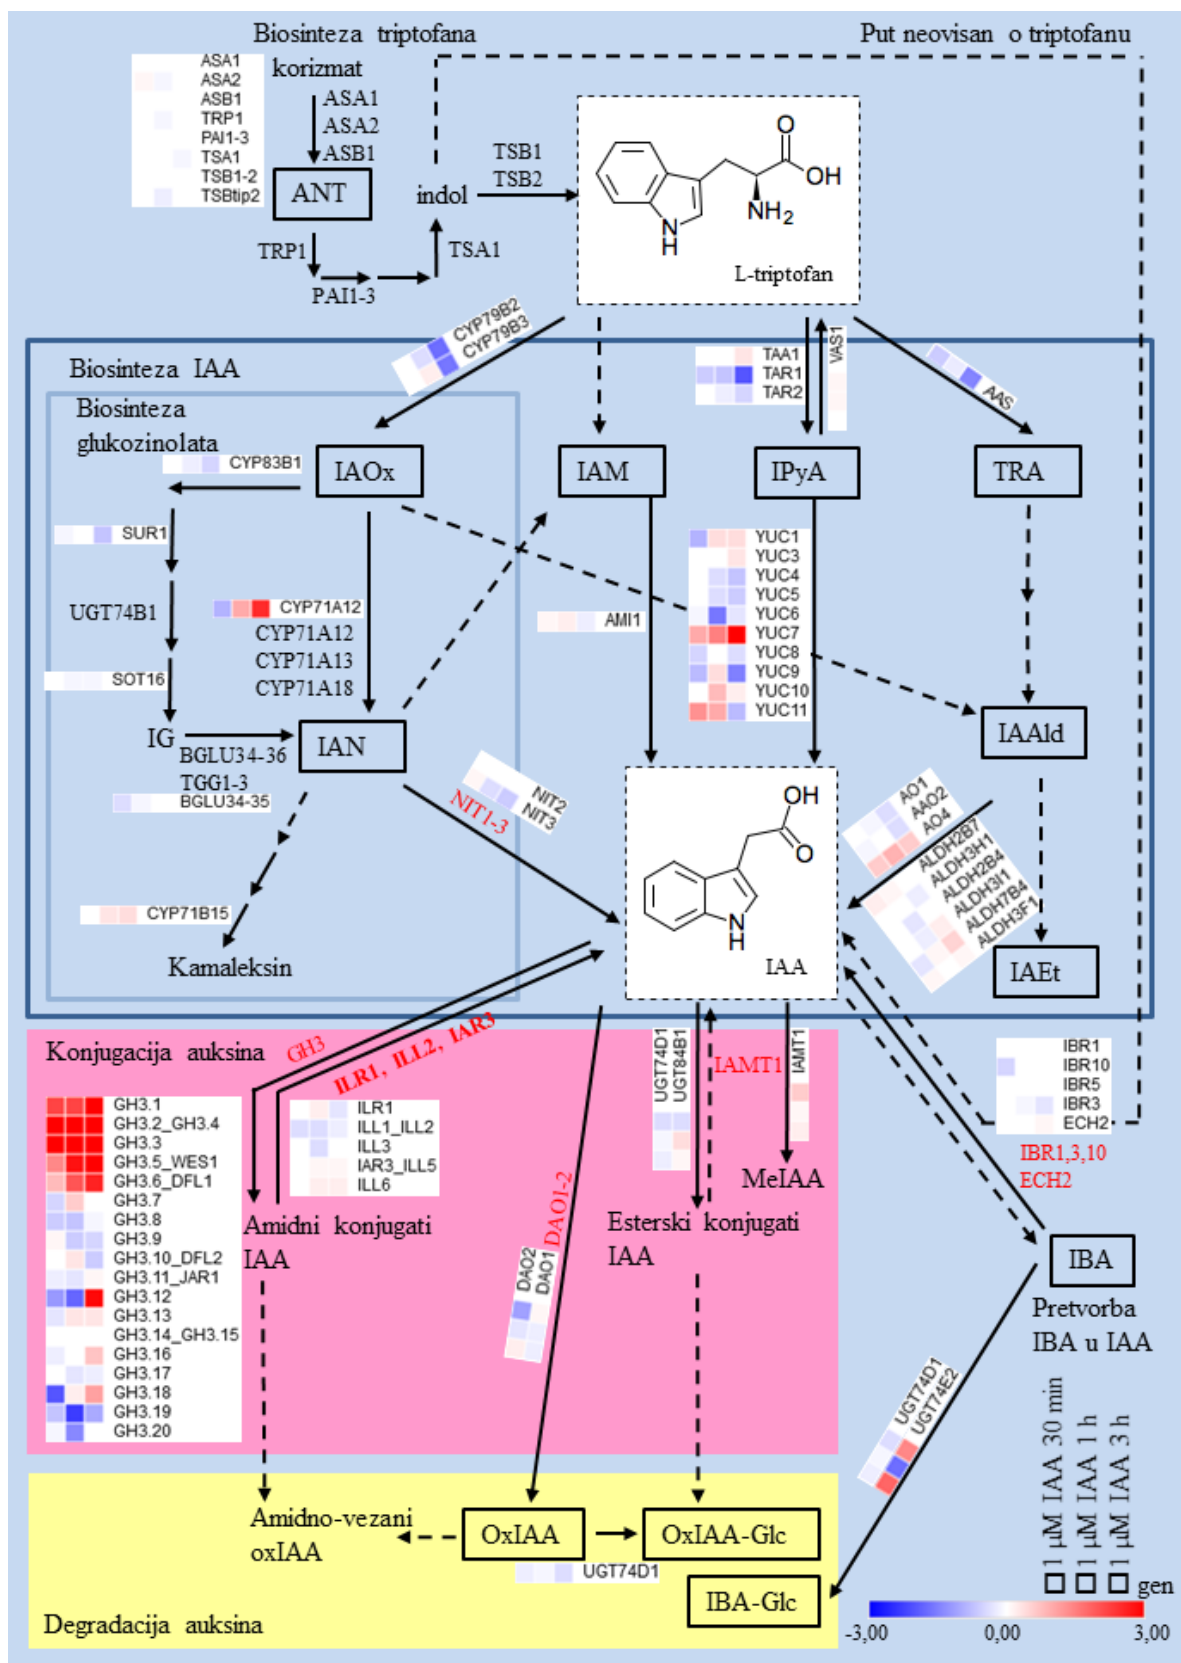 Biosinteza triptofana
Put neovisan o triptofanu
ASA1
ASA2
ASB1
TRP1
PAI1-3
TSA1
TSB1-2
TSBtip2
korizmat
ASA1
ASA2
ASB1
ANT
TRP1
PAI1-3
TSA1
indol
TSB1
TSB2
O
OH
NH2
N
H
L-triptofan
CYP79B2
CYP79B3
TAA1
TAR1
TAR2
VAS1
AAS
Biosinteza IAA
Biosinteza
glukozinolata
CYP83B1
IAOx
IAM
IPyA
TRA
SUR1
UGT74B1
SOT16
CYP71A12
CYP71A12
CYP71A13
CYP71A18
AMI1
YUC1
YUC3
YUC4
YUC5
YUC6
YUC7
YUC8
YUC9
YUC10
YUC11
IG
BGLU34-36
TGG1-3
BGLU34-35
IAN
IAAld
NIT2
NIT3
NIT1-3
OH
O
N
H
IAA
AO1
AAO2
AO4
ALDH2B7
ALDH3H1
ALDH2B4
ALDH3I1
ALDH7B4
ALDH3F1
IAEt
CYP71B15
Kamaleksin
Konjugacija auksina
GH3
ILR1, ILL2, IAR3
GH3.1
GH3.2_GH3.4
GH3.3
GH3.5_WES1
GH3.6_DFL1
GH3.7
GH3.8
GH3.9
GH3.10_DFL2
GH3.11_JAR1
GH3.12
GH3.13
GH3.14_GH3.15
GH3.16
GH3.17
GH3.18
GH3.19
GH3.20
ILR1
ILL1_ILL2
ILL3
IAR3_ILL5
ILL6
Amidni konjugati
IAA
DAO1-2
DAO2
DAO1
UGT74D1
UGT84B1
IAMT1
IAMT1
MeIAA
Esterski konjugati
IAA
IBR1
IBR10
IBR5
IBR3
ECH2
IBR1,3,10
ECH2
IBA
Pretvorba
IBA u IAA
UGT74D1
UGT74E2
Amidno-vezani
oxIAA
OxIAA
OxIAA-Glc
UGT74D1
IBA-Glc
Degradacija auksina
1 µM IAA 30 min
1 µM IAA 1 h
1 µM IAA 3 h
gen
-3,00
0,00
3,00